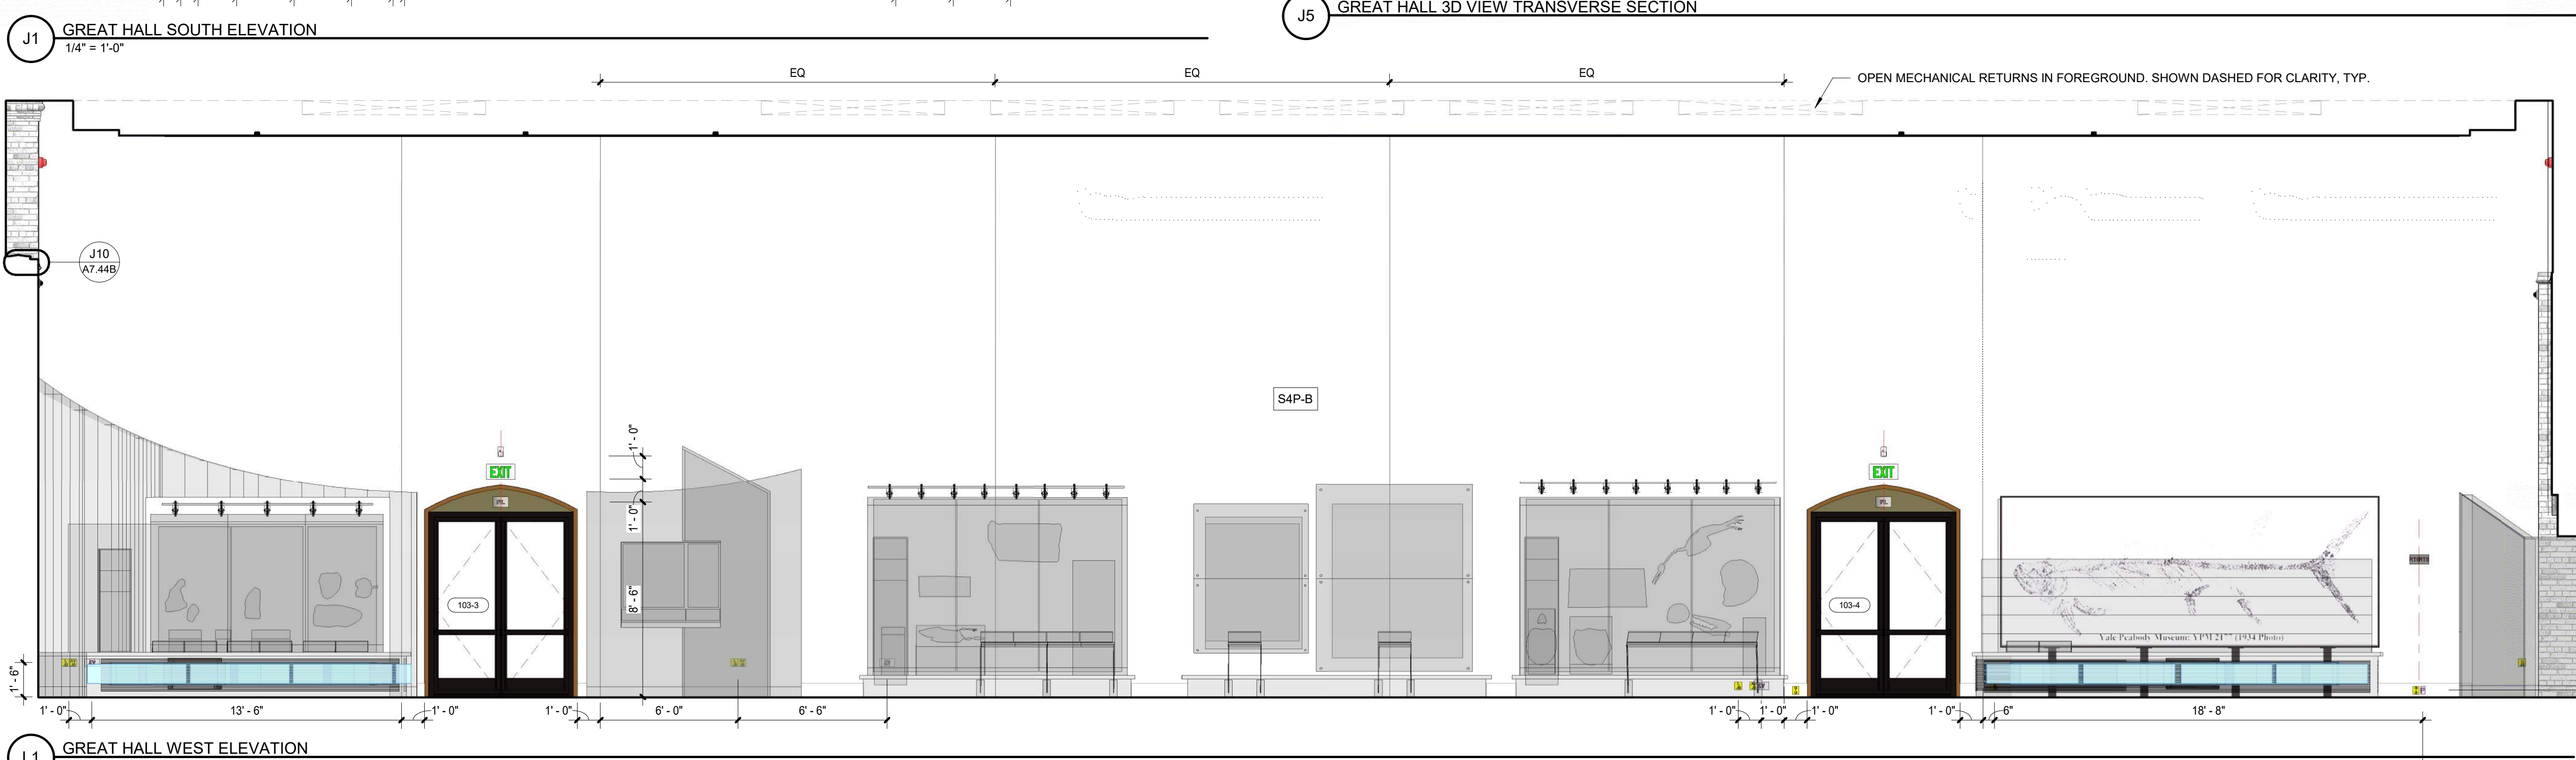 J1
GREAT HALL SOUTH ELEVATION
1/4" = 1'-0"
J5
GREAT HALL 3D VIEW TRANSVERSE SECTION
EQ
EQ
EQ
OPEN MECHANICAL RETURNS IN FOREGROUND. SHOWN DASHED FOR CLARITY, TYP.
J10
A7.44B
S4P-B
1' - 0"
1' - 0"
8' - 6"
EXIT
EXIT
103-3
103-4
Yale Peabody Museum: YPM 21 (1934 Photo)
1' - 6"
1' - 0"
13' - 6"
1' - 0"
1' - 0"
6' - 0"
6' - 6"
1' - 0"
1' - 0"
1' - 0"
1' - 0"
6"
18' - 8"
L1
GREAT HALL WEST ELEVATION